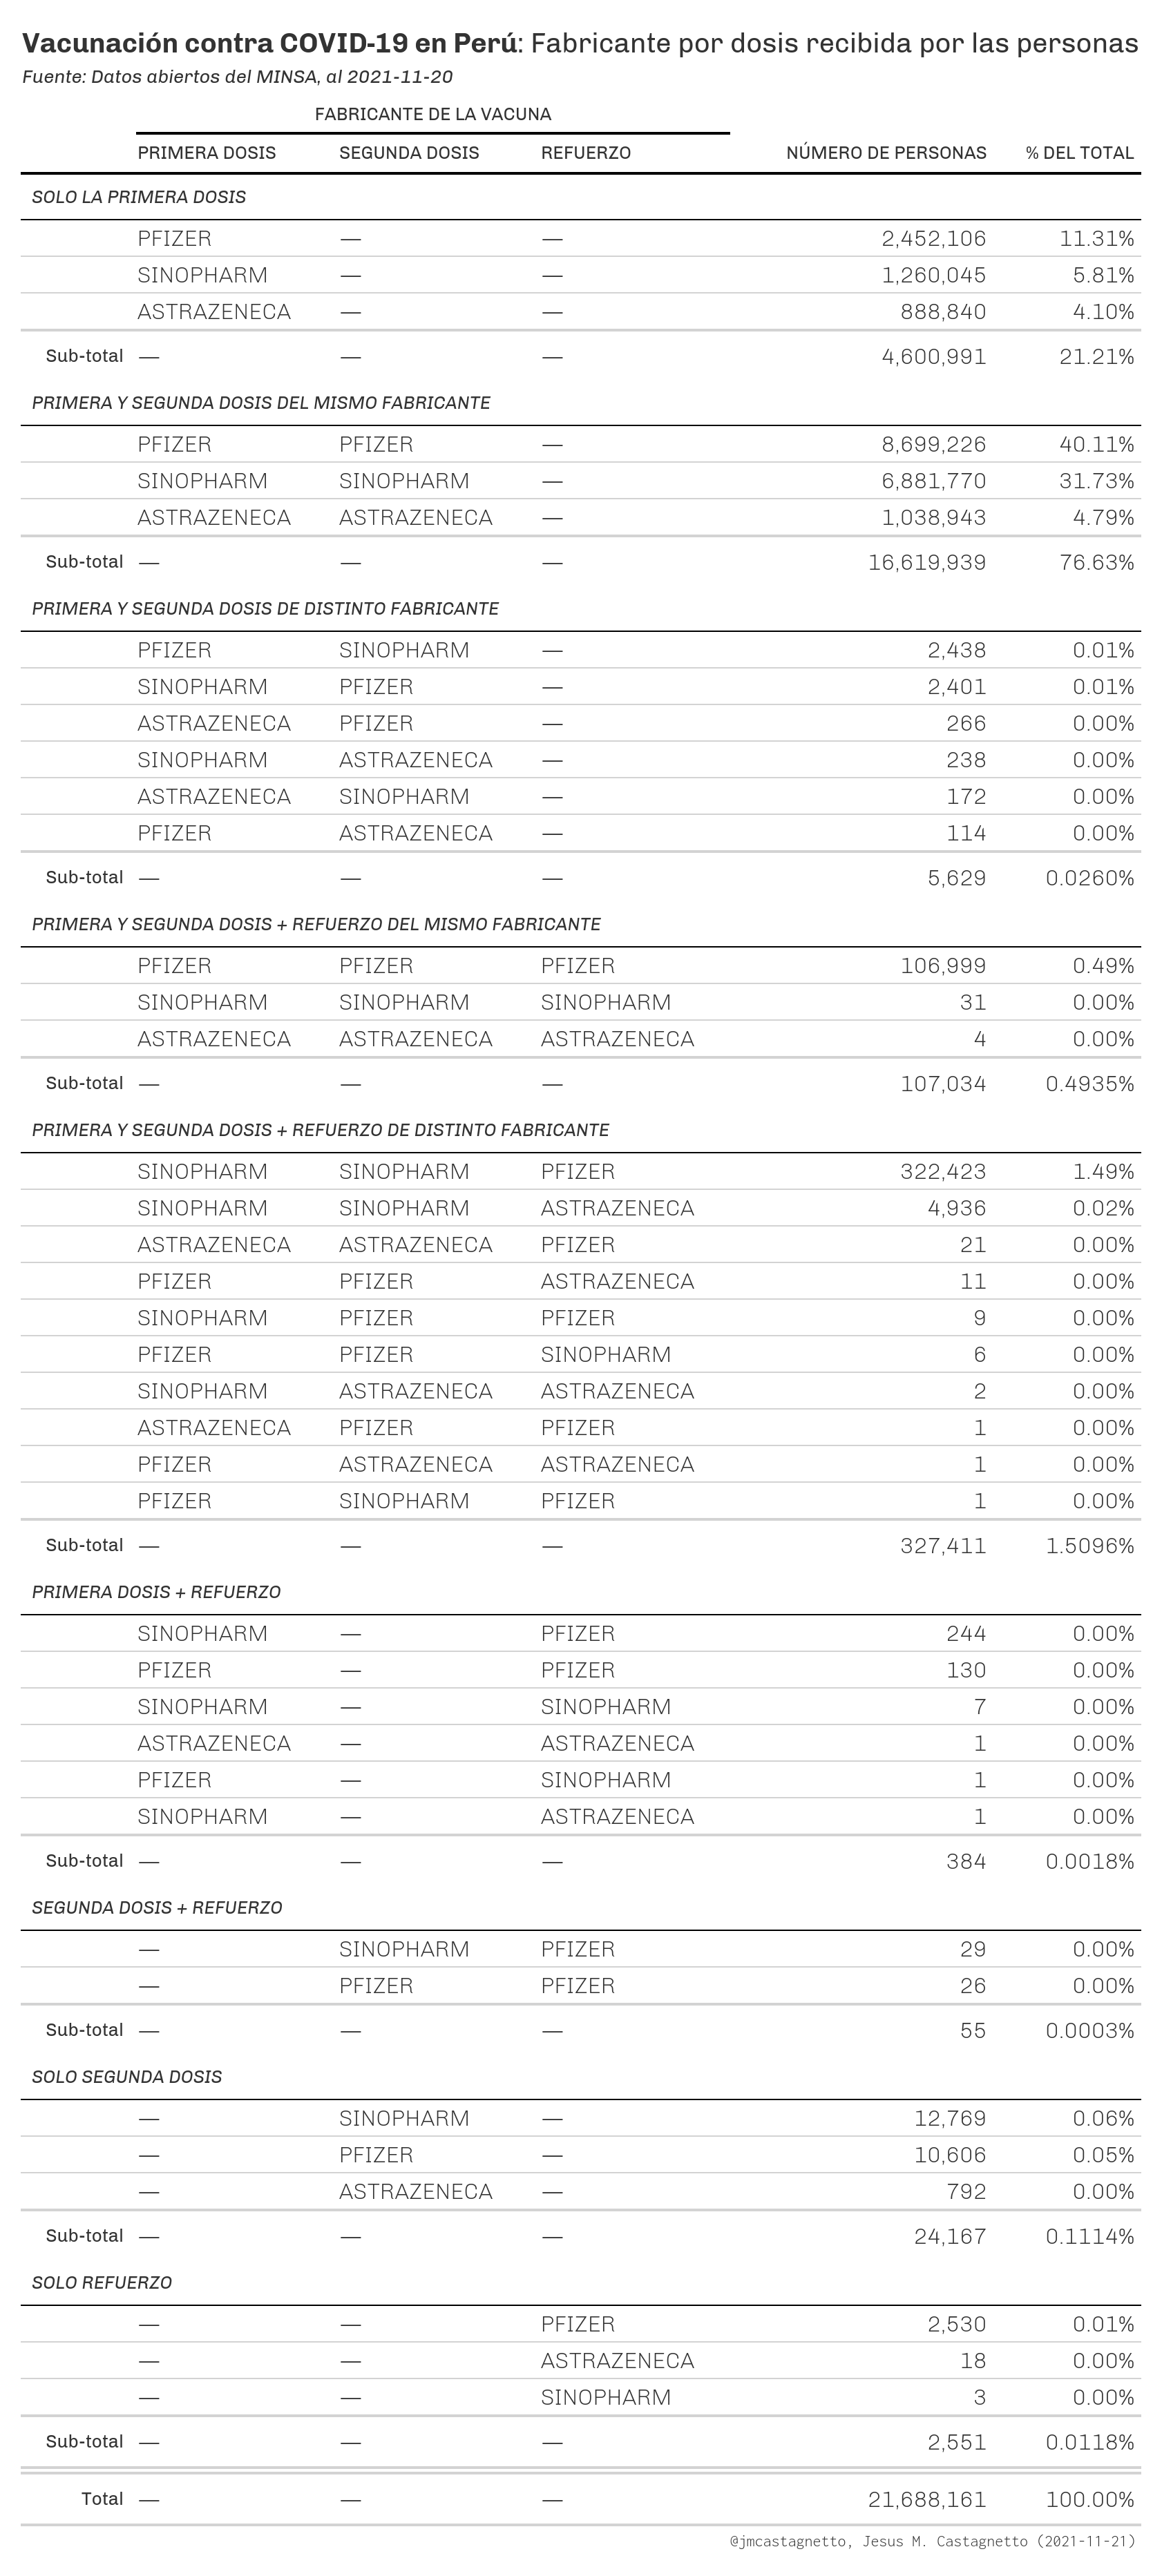 Vacunación contra COVID-19 en Perú: Fabricante por dosis recibida por las personas
Fuente: Datos abiertos del MINSA, al 2021-11-20
FABRICANTE DE LA VACUNA
PRIMERA DOSIS SEGUNDA DOSIS REFUERZO NÚMERO DE PERSONAS % DEL TOTAL
SOLO LA PRIMERA DOSIS
PFIZER — — 2,452,106 11.31%
SINOPHARM — — 1,260,045 5.81%
ASTRAZENECA — — 888,840 4.10%
Sub-total — — — 4,600,991 21.21%
PRIMERA Y SEGUNDA DOSIS DEL MISMO FABRICANTE
PFIZER PFIZER — 8,699,226 40.11%
SINOPHARM SINOPHARM — 6,881,770 31.73%
ASTRAZENECA ASTRAZENECA — 1,038,943 4.79%
Sub-total — — — 16,619,939 76.63%
PRIMERA Y SEGUNDA DOSIS DE DISTINTO FABRICANTE
PFIZER SINOPHARM — 2,438 0.01%
SINOPHARM PFIZER — 2,401 0.01%
ASTRAZENECA PFIZER — 266 0.00%
SINOPHARM ASTRAZENECA — 238 0.00%
ASTRAZENECA SINOPHARM — 172 0.00%
PFIZER ASTRAZENECA — 114 0.00%
Sub-total — — — 5,629 0.0260%
PRIMERA Y SEGUNDA DOSIS + REFUERZO DEL MISMO FABRICANTE
PFIZER PFIZER PFIZER 106,999 0.49%
SINOPHARM SINOPHARM SINOPHARM 31 0.00%
ASTRAZENECA ASTRAZENECA ASTRAZENECA 4 0.00%
Sub-total — — — 107,034 0.4935%
PRIMERA Y SEGUNDA DOSIS + REFUERZO DE DISTINTO FABRICANTE
SINOPHARM SINOPHARM PFIZER 322,423 1.49%
SINOPHARM SINOPHARM ASTRAZENECA 4,936 0.02%
ASTRAZENECA ASTRAZENECA PFIZER 21 0.00%
PFIZER PFIZER ASTRAZENECA 11 0.00%
SINOPHARM PFIZER PFIZER 9 0.00%
PFIZER PFIZER SINOPHARM 6 0.00%
SINOPHARM ASTRAZENECA ASTRAZENECA 2 0.00%
ASTRAZENECA PFIZER PFIZER 1 0.00%
PFIZER ASTRAZENECA ASTRAZENECA 1 0.00%
PFIZER SINOPHARM PFIZER 1 0.00%
Sub-total — — — 327,411 1.5096%
PRIMERA DOSIS + REFUERZO
SINOPHARM — PFIZER 244 0.00%
PFIZER — PFIZER 130 0.00%
SINOPHARM — SINOPHARM 7 0.00%
ASTRAZENECA — ASTRAZENECA 1 0.00%
PFIZER — SINOPHARM 1 0.00%
SINOPHARM — ASTRAZENECA 1 0.00%
Sub-total — — — 384 0.0018%
SEGUNDA DOSIS + REFUERZO
— SINOPHARM PFIZER 29 0.00%
— PFIZER PFIZER 26 0.00%
Sub-total — — — 55 0.0003%
SOLO SEGUNDA DOSIS
— SINOPHARM — 12,769 0.06%
— PFIZER — 10,606 0.05%
— ASTRAZENECA — 792 0.00%
Sub-total — — — 24,167 0.1114%
SOLO REFUERZO
— — PFIZER 2,530 0.01%
— — ASTRAZENECA 18 0.00%
— — SINOPHARM 3 0.00%
Sub-total — — — 2,551 0.0118%
Total — — — 21,688,161 100.00%
@jmcastagnetto, Jesus M. Castagnetto (2021-11-21)